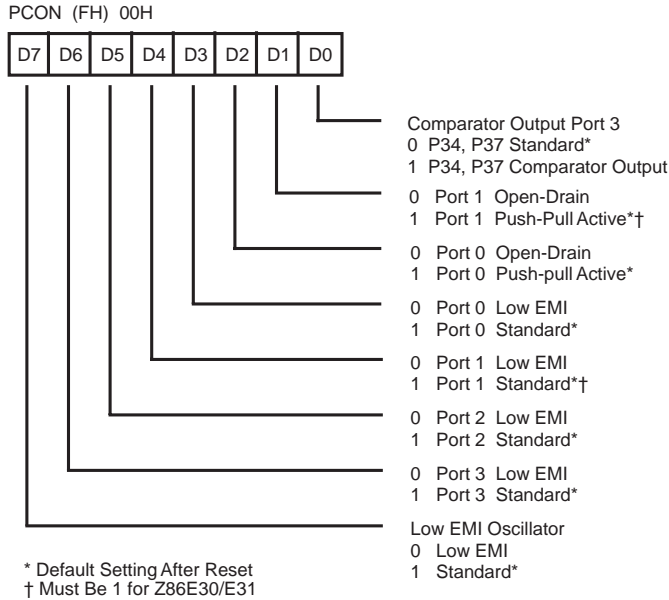 PCON (FH) 00H
D7 D6 D5 D4 D3 D2 D1 D0
Comparator Output Port 3
0 P34, P37 Standard*
1 P34, P37 Comparator Output
0 Port 1 Open-Drain
1 Port 1 Push-Pull Active*†
0 Port 0 Open-Drain
1 Port 0 Push-pull Active*
0 Port 0 Low EMI
1 Port 0 Standard*
0 Port 1 Low EMI
1 Port 1 Standard*†
0 Port 2 Low EMI
1 Port 2 Standard*
0 Port 3 Low EMI
1 Port 3 Standard*
Low EMI Oscillator
0 Low EMI
1 Standard*
* Default Setting After Reset
† Must Be 1 for Z86E30/E31